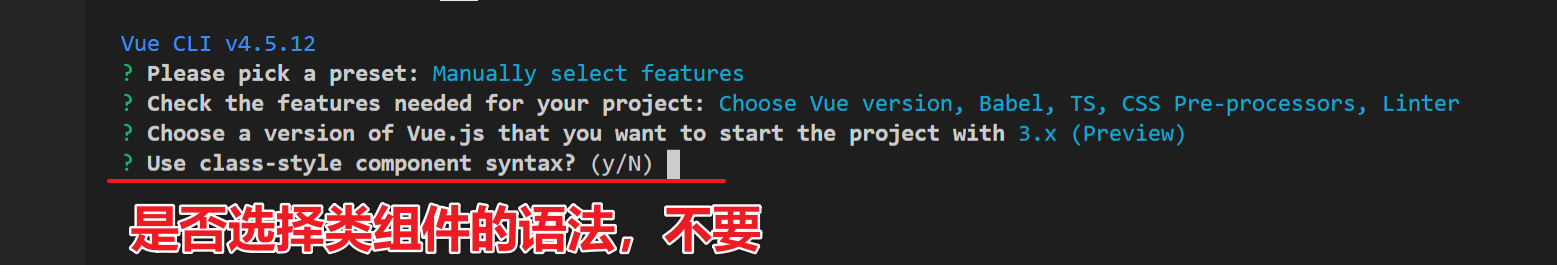 Vue CLI v4.5.12
? Please pick a preset: Manually select features
? Check the features needed for your project: Choose Vue version, Babel, TS, CSS Pre-processors, Linter
? Choose a version of Vue.js that you want to start the project with 3.x (Preview)
? Use class-style component syntax? (y/N)
是否选择类组件的语法，不要